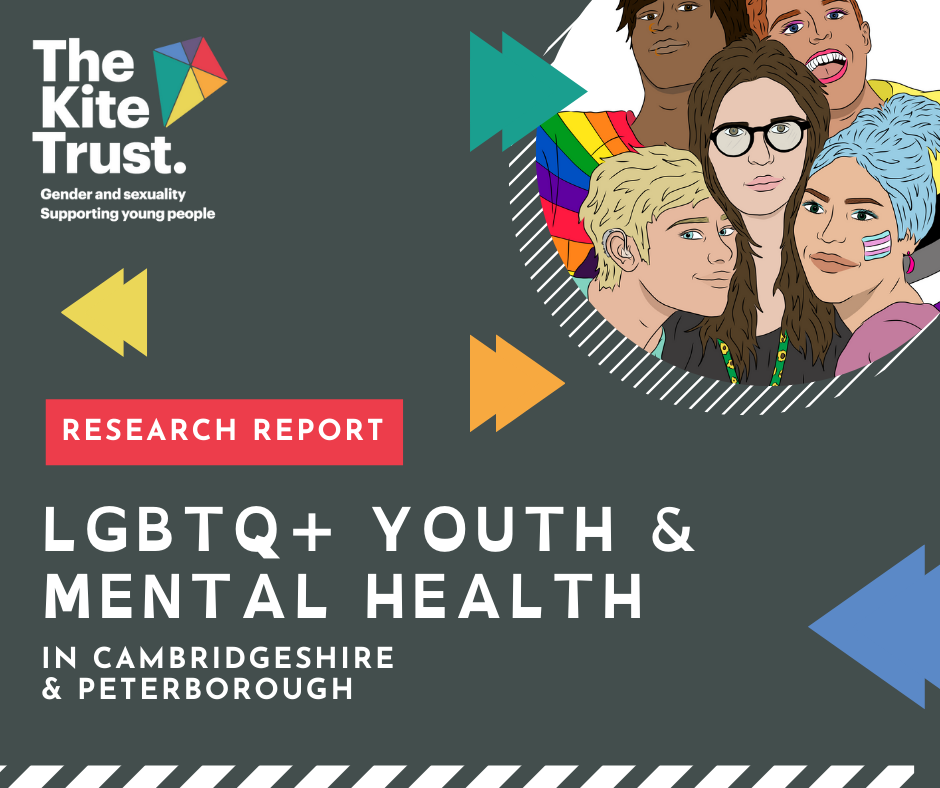 The
Kite
Trust.
Gender and sexuality
Supporting young people
RESEARCH REPORT
LGBTQ+ YOUTH &
MENTAL HEALTH
IN CAMBRIDGESHIRE
& PETERBOROUGH